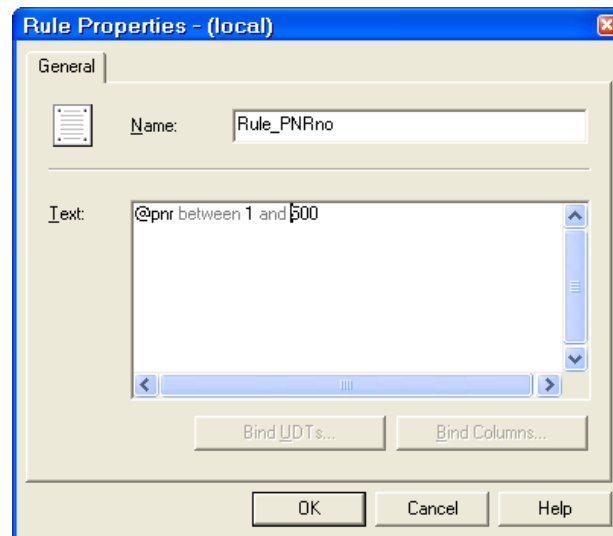 Rule Properties - (local)
General
Name: Rule_PNRno
Text: @pnr between 1 and 500
Bind UDTs... Bind Columns...
OK Cancel Help